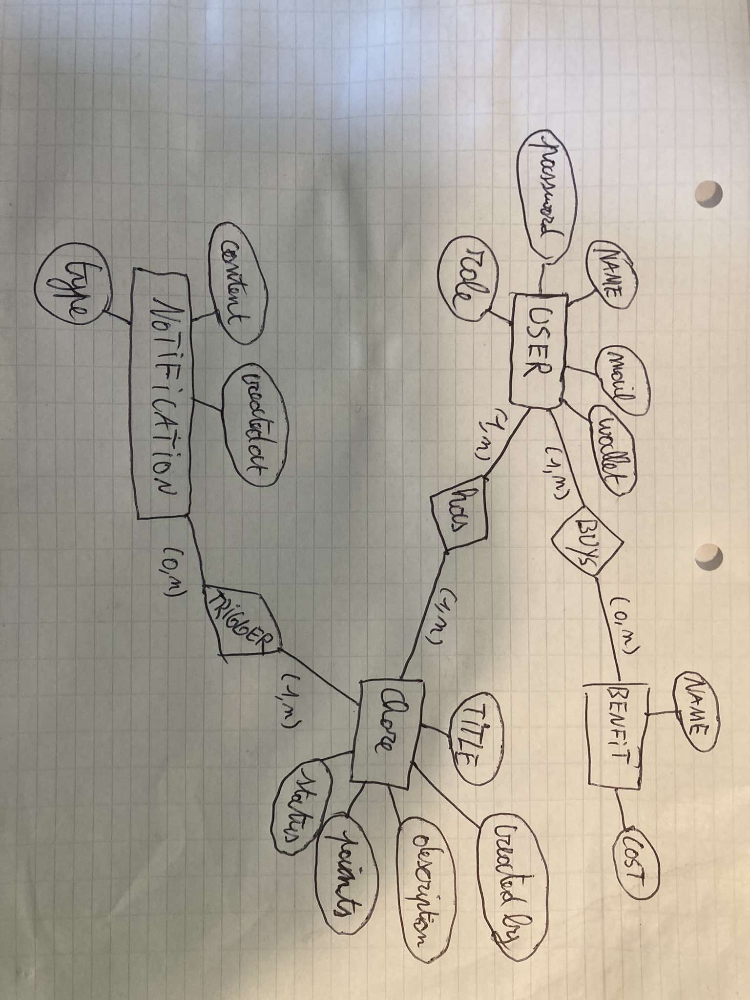 NAME
mail
wallet
password
USER
role
(1,n)
BUYS
(0,n)
NAME
BENFIT
COST
(1,n)
has
(1,n)
TITLE
Chore
created by
description
points
status
content
createdat
NOTIFICATION
type
(0,n)
TRIGGER
(1,n)